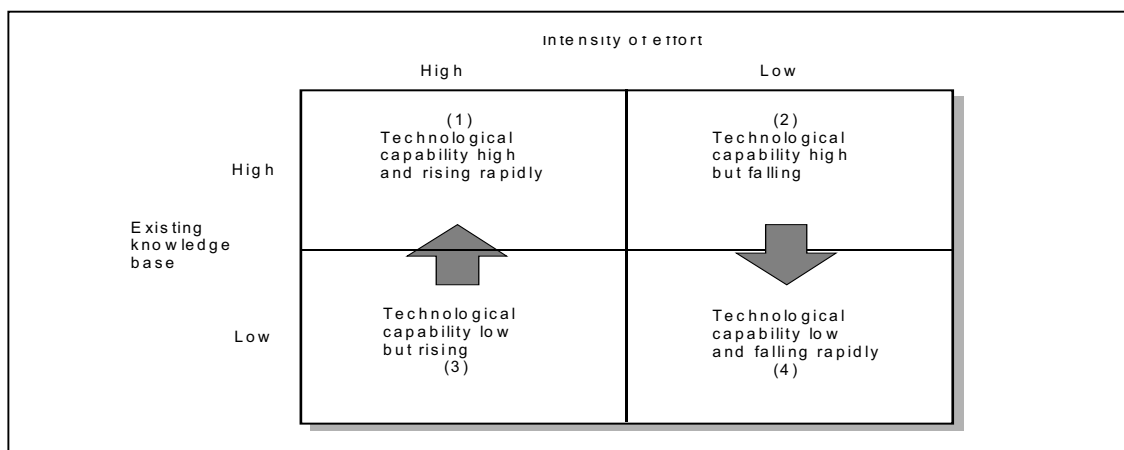 Intensity of effort
High Low
(1)
Technological
capability high
and rising rapidly
(2)
Technological
capability high
but falling
High
Existing
knowledge
base
Technological
capability low
but rising
(3)
Technological
capability low
and falling rapidly
(4)
Low